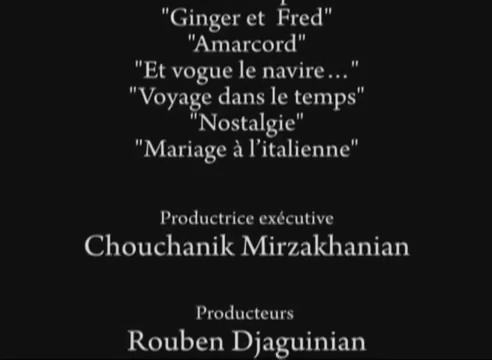 "Ginger et Fred"
"Amarcord"
"Et vogue le navire..."
"Voyage dans le temps"
"Nostalgie"
"Mariage à l'italienne"
Productrice exécutive
Chouchanik Mirzakhanian
Producteurs
Rouben Djaguinian